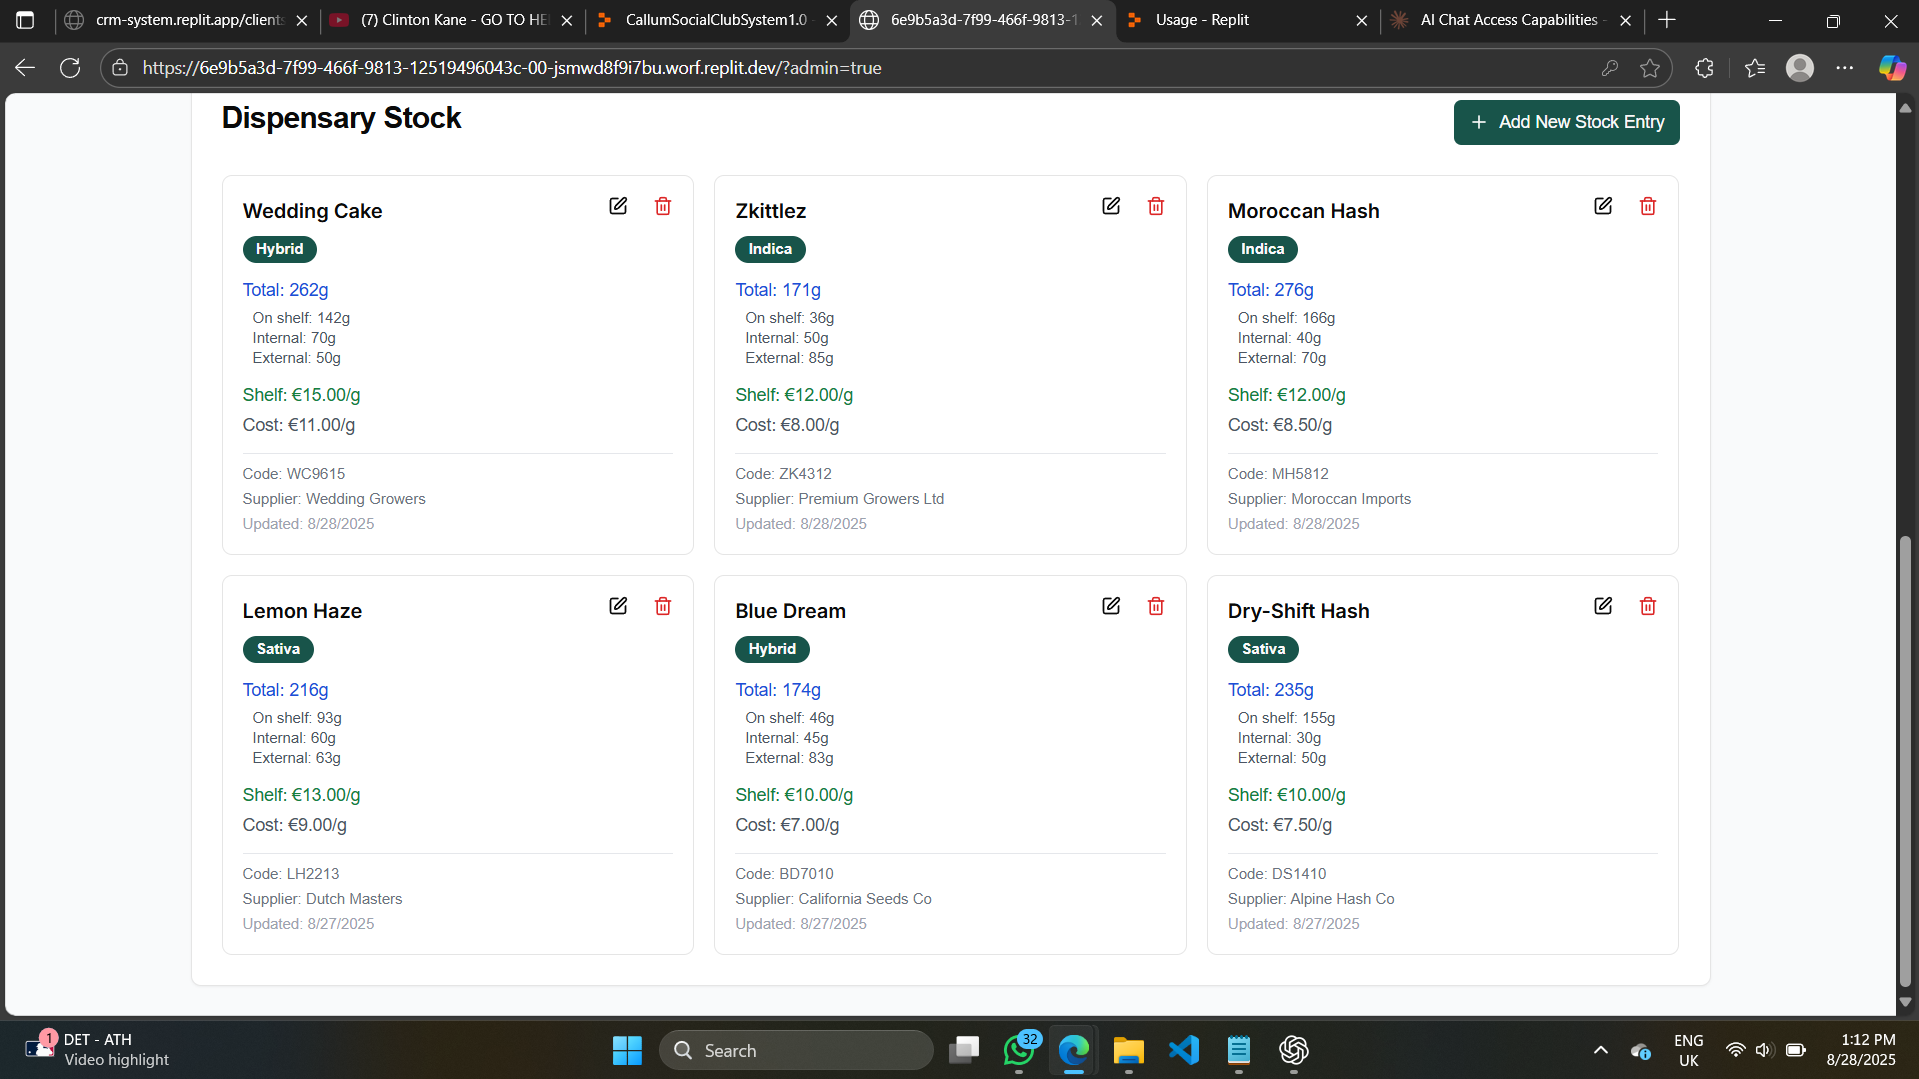 crm-system.replit.app/clients
(7) Clinton Kane - GO TO HE
CallumSocialClubSystem1.0
6e9b5a3d-7f99-466f-9813-1
Usage - Replit
AI Chat Access Capabilities -
https://6e9b5a3d-7f99-466f-9813-12519496043c-00-jsmwd8f9i7bu.worf.replit.dev/?admin=true
Dispensary Stock
Add New Stock Entry
Wedding Cake
Hybrid
Total: 262g
On shelf: 142g
Internal: 70g
External: 50g
Shelf: €15.00/g
Cost: €11.00/g
Code: WC9615
Supplier: Wedding Growers
Updated: 8/28/2025
Zkittlez
Indica
Total: 171g
On shelf: 36g
Internal: 50g
External: 85g
Shelf: €12.00/g
Cost: €8.00/g
Code: ZK4312
Supplier: Premium Growers Ltd
Updated: 8/28/2025
Moroccan Hash
Indica
Total: 276g
On shelf: 166g
Internal: 40g
External: 70g
Shelf: €12.00/g
Cost: €8.50/g
Code: MH5812
Supplier: Moroccan Imports
Updated: 8/28/2025
Lemon Haze
Sativa
Total: 216g
On shelf: 93g
Internal: 60g
External: 63g
Shelf: €13.00/g
Cost: €9.00/g
Code: LH2213
Supplier: Dutch Masters
Updated: 8/27/2025
Blue Dream
Hybrid
Total: 174g
On shelf: 46g
Internal: 45g
External: 83g
Shelf: €10.00/g
Cost: €7.00/g
Code: BD7010
Supplier: California Seeds Co
Updated: 8/27/2025
Dry-Shift Hash
Sativa
Total: 235g
On shelf: 155g
Internal: 30g
External: 50g
Shelf: €10.00/g
Cost: €7.50/g
Code: DS1410
Supplier: Alpine Hash Co
Updated: 8/27/2025
1
DET - ATH
Video highlight
Search
32
ENG
UK
1:12 PM
8/28/2025